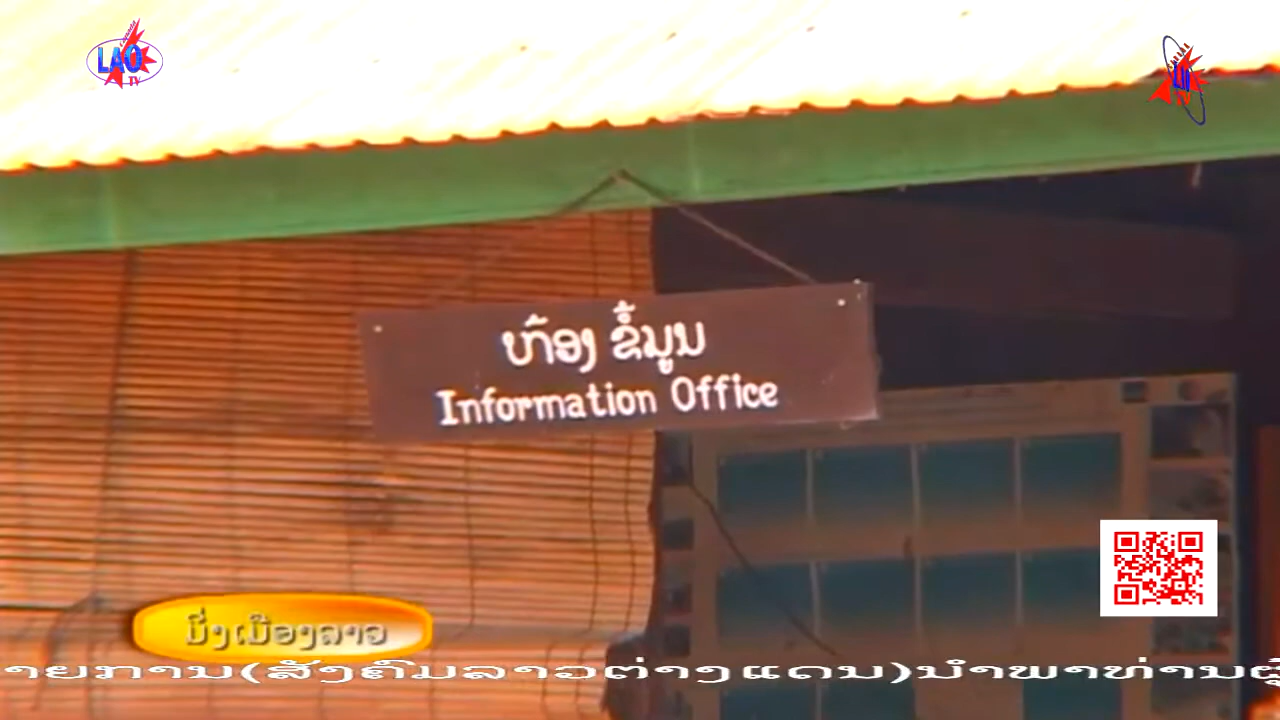 LAO
TV
ຫ້ອງ ຂໍ້ມູນ
Information Office
ມິ່ງເມືອງລາວ
າຍການ(ສັງຄົມລາວຕ່າງແດນ)ນຳພາທ່ານຜູ້